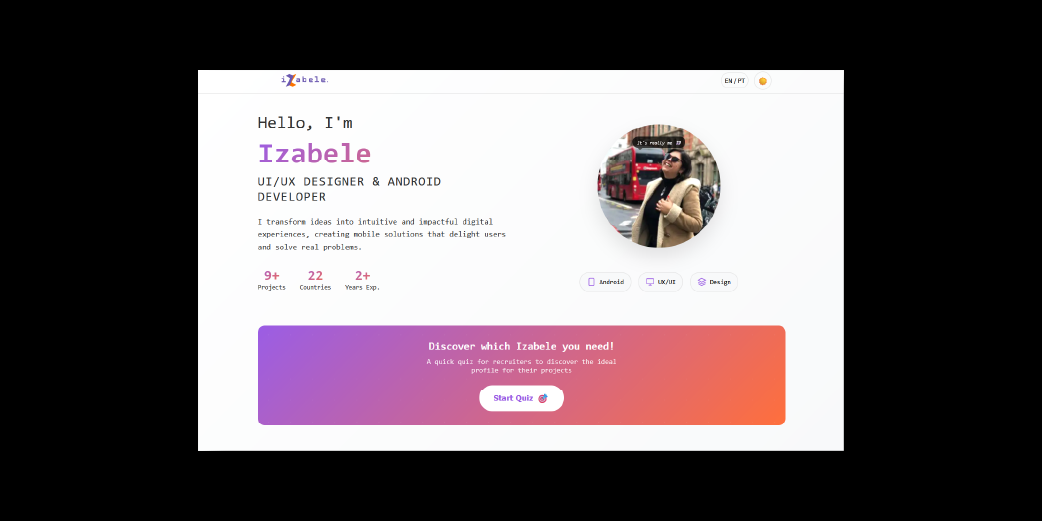 iZabele.
EN/PT
Hello, I'm
Izabele
UI/UX DESIGNER & ANDROID
DEVELOPER
I transform ideas into intuitive and impactful digital
experiences, creating mobile solutions that delight users
and solve real problems.
9+
Projects
22
Countries
2+
Years Exp.
It's really me
Android
UX/UI
Design
Discover which Izabele you need!
A quick quiz for recruiters to discover the ideal
profile for their projects
Start Quiz